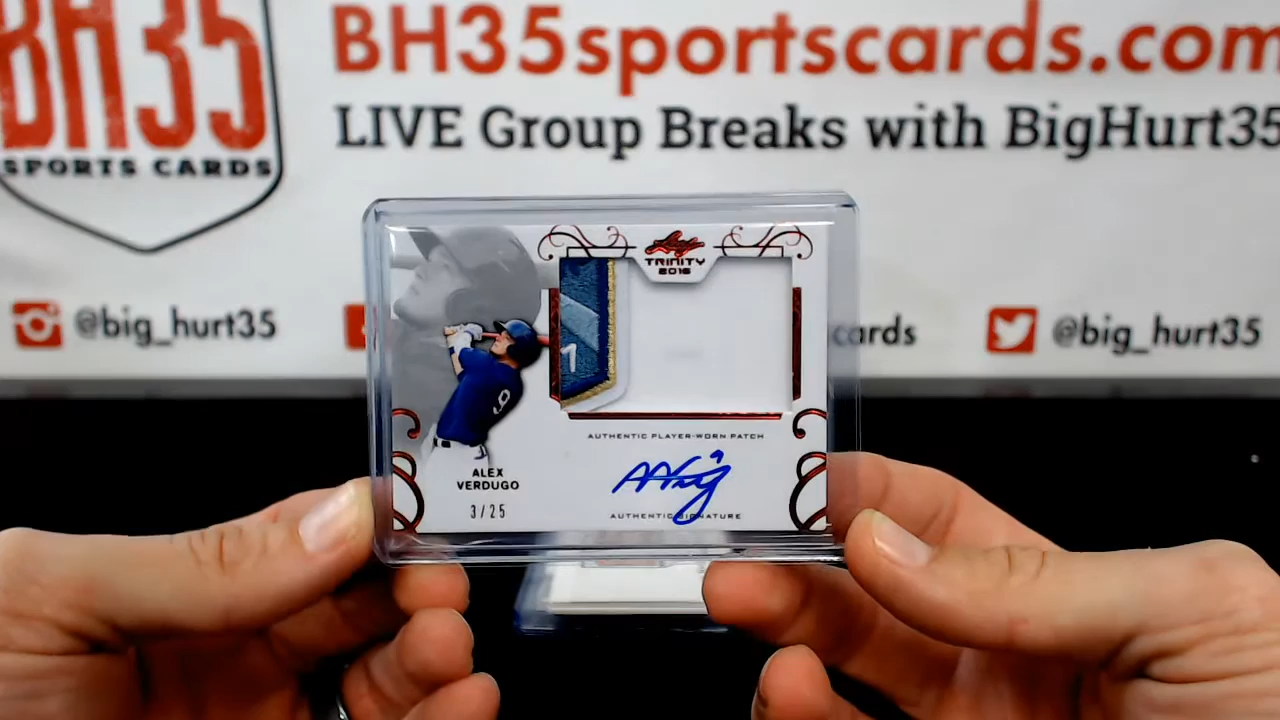 BH35
SPORTS CARDS
BH35sportscards.com
LIVE Group Breaks with BigHurt35
@big_hurt35
cards
@big_hurt35
Leaf
TRINITY
2016
9
AUTHENTIC PLAYER-WORN PATCH
ALEX
VERDUGO
3/25
AUTHENTIC SIGNATURE